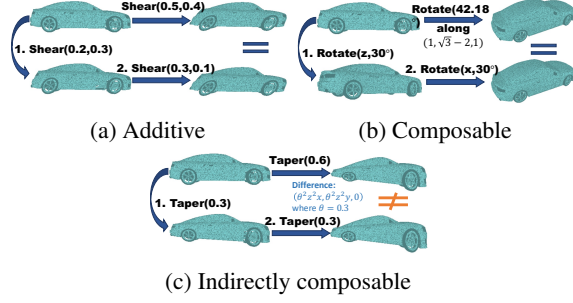 Shear(0.5,0.4)
1. Shear(0.2,0.3)
2. Shear(0.3,0.1)
(a) Additive
Rotate(42.18
°)
along
(1, √3 − 2,1)
1. Rotate(z,30°)
2. Rotate(x,30°)
(b) Composable
Taper(0.6)
Difference:
(θ²z²x, θ²z²y, 0)
where θ = 0.3
1. Taper(0.3)
2. Taper(0.3)
(c) Indirectly composable